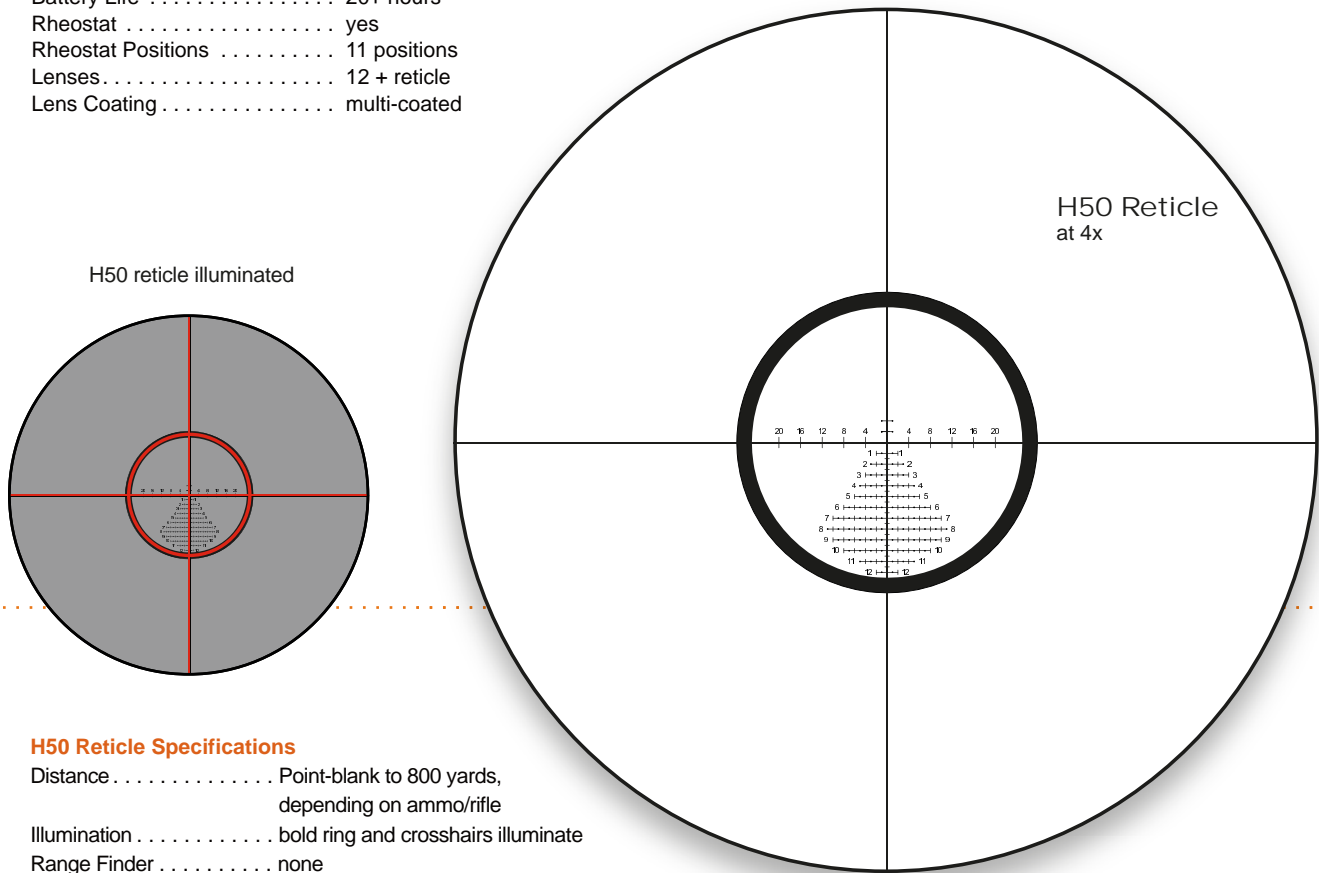 Battery Life . . . . . . . . . . . . . . . . 20+ hours
Rheostat . . . . . . . . . . . . . . . . . . yes
Rheostat Positions . . . . . . . . . . 11 positions
Lenses . . . . . . . . . . . . . . . . . . . . 12 + reticle
Lens Coating . . . . . . . . . . . . . . . multi-coated
H50 Reticle
at 4x
H50 reticle illuminated
20 16 12 8 4 4 8 12 16 20
1 1
2 2
3 3
4 4
5 5
6 6
7 7
8 8
9 9
10 10
11 11
12 12
H50 Reticle Specifications
Distance . . . . . . . . . . . . . . Point-blank to 800 yards,
depending on ammo/rifle
Illumination . . . . . . . . . . . . bold ring and crosshairs illuminate
Range Finder . . . . . . . . . . none